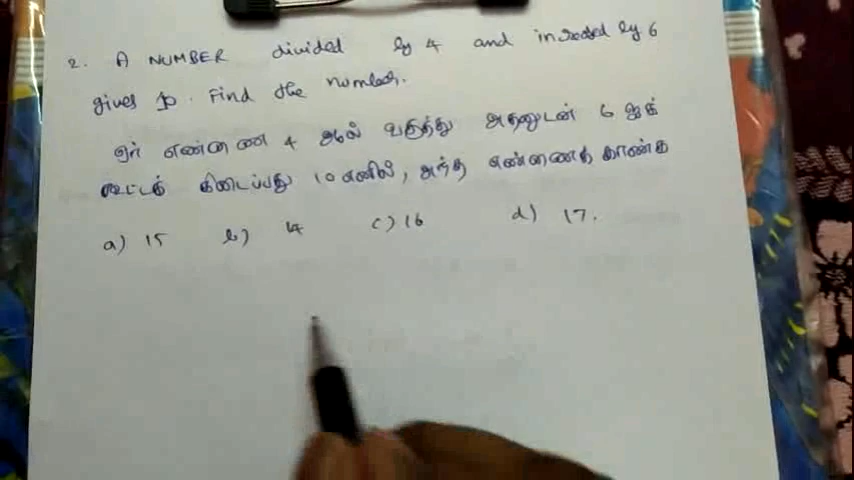 2. A NUMBER divided by 4 and increased by 6
gives 10. Find the number.
ஓர் எண்ணை 4 ஆல் வகுத்து அதனுடன் 6 ஐக்
கூட்டக் கிடைப்பது 10 எனில், அந்த எண்ணைக் காண்க
a) 15 b) 14 c) 16 d) 17.